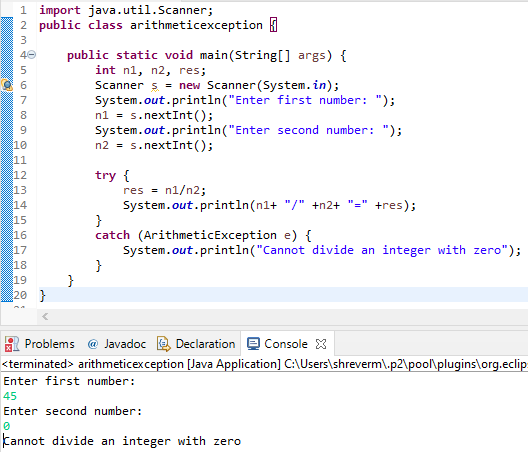 1 import java.util.Scanner;
2 public class arithmeticexception {
3
4 public static void main(String[] args) {
5 int n1, n2, res;
6 Scanner s = new Scanner(System.in);
7 System.out.println("Enter first number: ");
8 n1 = s.nextInt();
9 System.out.println("Enter second number: ");
10 n2 = s.nextInt();
11
12 try {
13 res = n1/n2;
14 System.out.println(n1+ "/" +n2+ "=" +res);
15 }
16 catch (ArithmeticException e) {
17 System.out.println("Cannot divide an integer with zero");
18 }
19 }
20 }
Problems @ Javadoc Declaration Console
<terminated> arithmeticexception [Java Application] C:\Users\shreverm\.p2\pool\plugins\org.eclips
Enter first number:
45
Enter second number:
0
Cannot divide an integer with zero